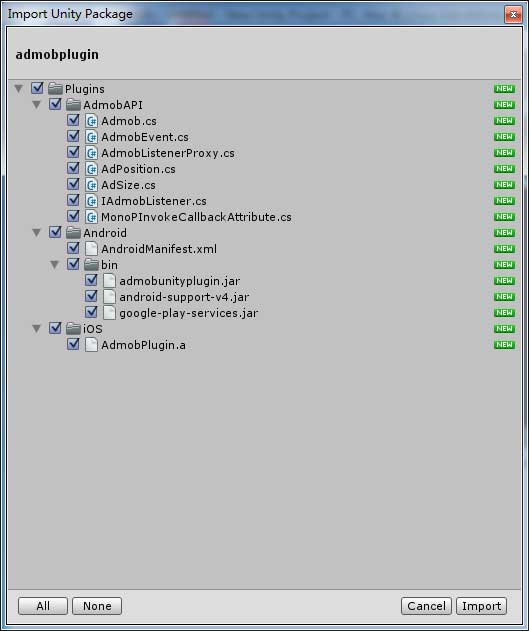 Import Unity Package
admobplugin
Plugins NEW
AdmobAPI NEW
Admob.cs NEW
AdmobEvent.cs NEW
AdmobListenerProxy.cs NEW
AdPosition.cs NEW
AdSize.cs NEW
IAdmobListener.cs NEW
MonoPInvokeCallbackAttribute.cs NEW
Android NEW
AndroidManifest.xml NEW
bin NEW
admobunityplugin.jar NEW
android-support-v4.jar NEW
google-play-services.jar NEW
iOS NEW
AdmobPlugin.a NEW
All None Cancel Import